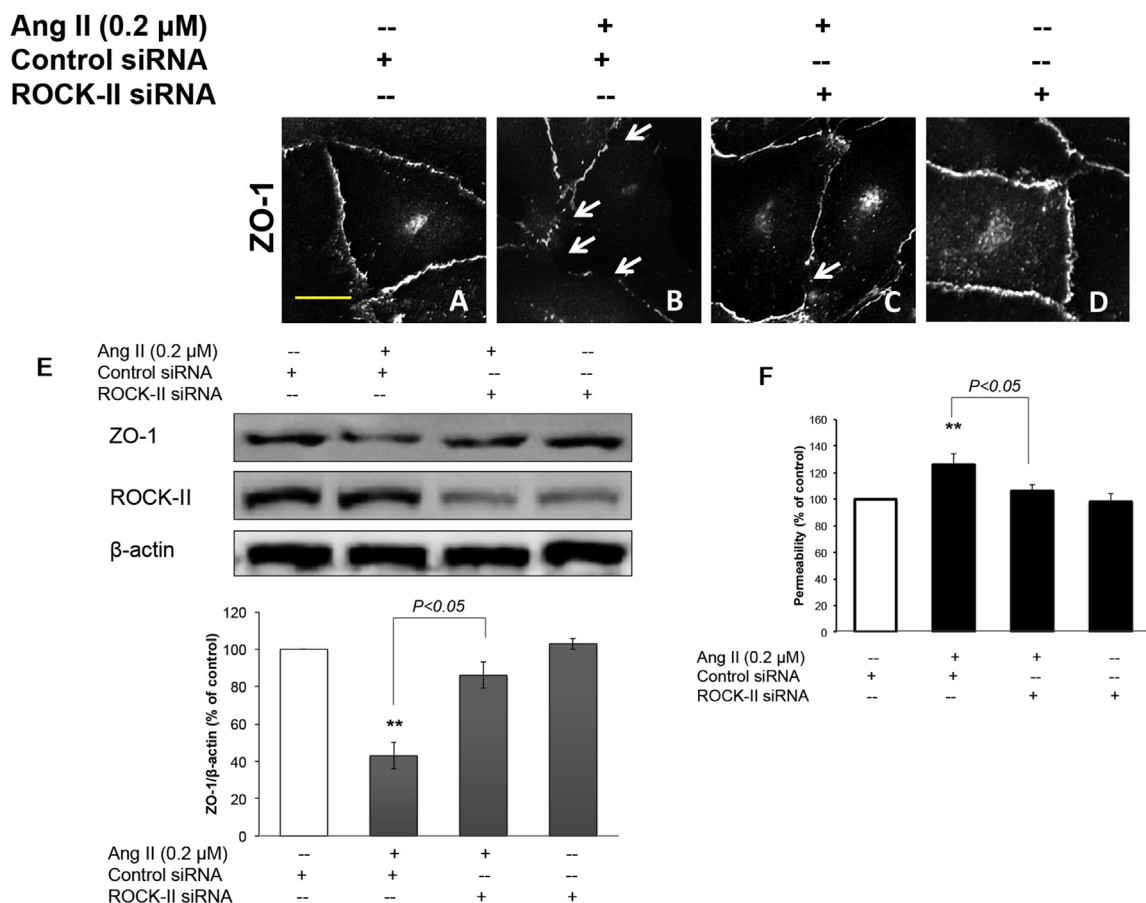 Ang II (0.2 µM) -- + + --
Control siRNA + + -- --
ROCK-II siRNA -- -- + +
ZO-1
A B C D
E
Ang II (0.2 µM) -- + + --
Control siRNA + + -- --
ROCK-II siRNA -- -- + +
ZO-1
ROCK-II
β-actin
P<0.05
ZO-1/β-actin (% of control)
120
100
80
60
40
20
0
**
Ang II (0.2 µM) -- + + --
Control siRNA + + -- --
ROCK-II siRNA -- -- + +
F
P<0.05
Permeability (% of control)
160
140
120
100
80
60
40
20
0
**
Ang II (0.2 µM) -- + + --
Control siRNA + + -- --
ROCK-II siRNA -- -- + +